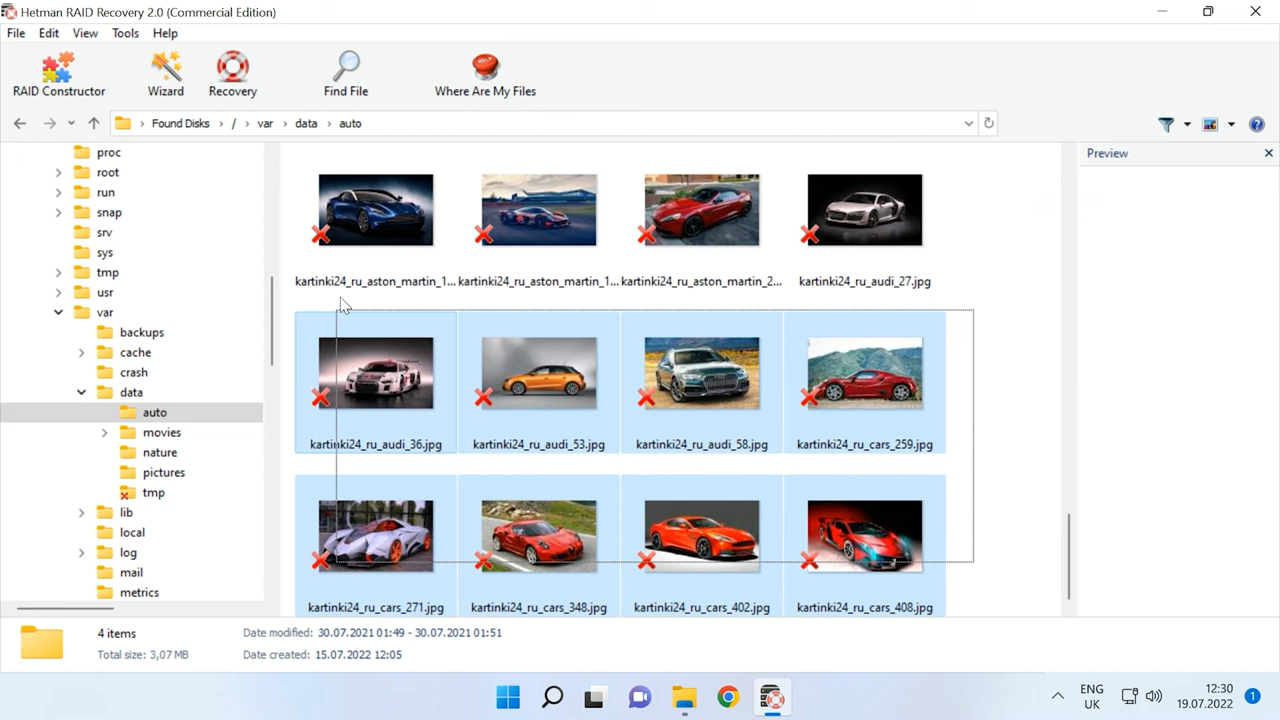 Hetman RAID Recovery 2.0 (Commercial Edition)
File Edit View Tools Help
RAID Constructor Wizard Recovery Find File Where Are My Files
Found Disks / var data auto
Preview
proc
root
run
snap
srv
sys
tmp
usr
var
backups
cache
crash
data
auto
movies
nature
pictures
tmp
lib
local
log
mail
metrics
kartinki24_ru_aston_martin_1... kartinki24_ru_aston_martin_1... kartinki24_ru_aston_martin_2... kartinki24_ru_audi_27.jpg
kartinki24_ru_audi_36.jpg kartinki24_ru_audi_53.jpg kartinki24_ru_audi_58.jpg kartinki24_ru_cars_259.jpg
kartinki24_ru_cars_271.jpg kartinki24_ru_cars_348.jpg kartinki24_ru_cars_402.jpg kartinki24_ru_cars_408.jpg
4 items Date modified: 30.07.2021 01:49 - 30.07.2021 01:51
Total size: 3,07 MB Date created: 15.07.2022 12:05
ENG 12:30
UK 19.07.2022 1